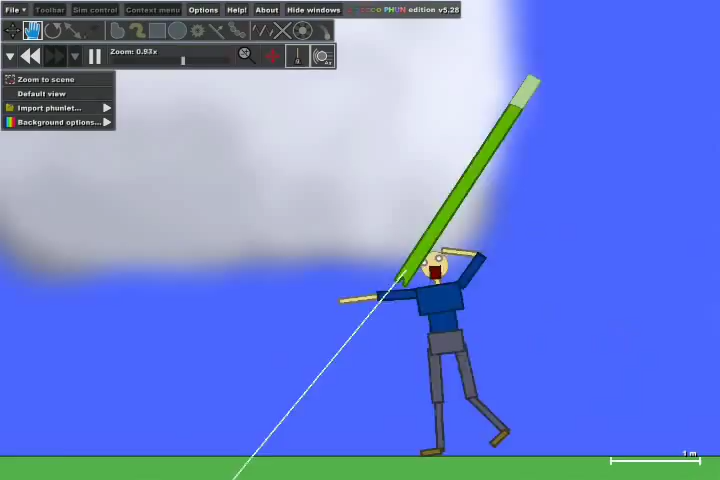 File Toolbar Sim control Context menu Options Help! About Hide windows PHUN edition v5.28
Zoom: 0.93x
Zoom to scene
Default view
Import phunlet...
Background options...
1 m